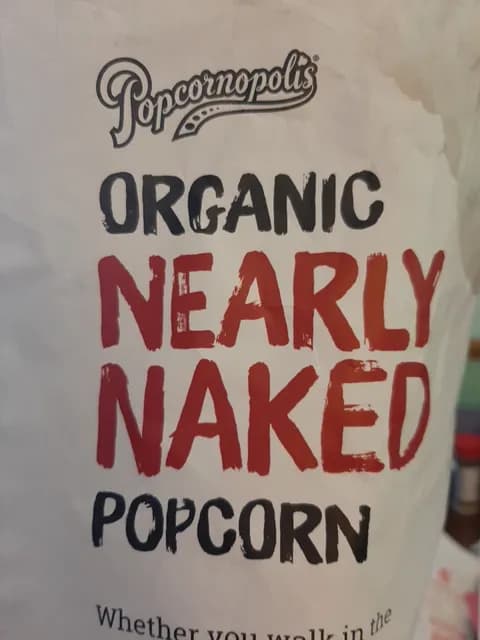 Popcornopolis®
ORGANIC
NEARLY
NAKED
POPCORN
Whether you walk in the